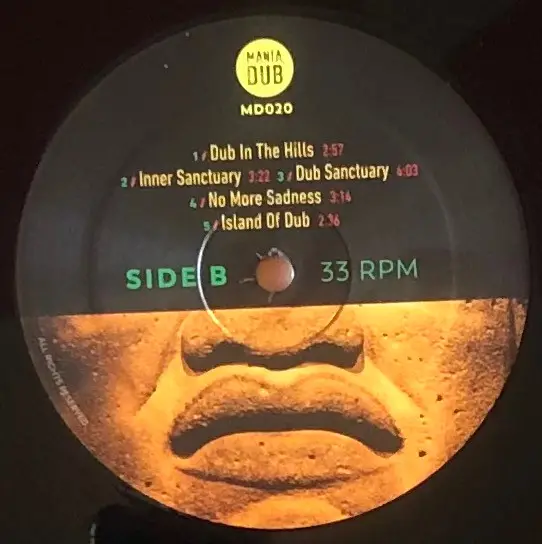 MANIA
DUB
MD020
1/ Dub In The Hills 2:57
2/ Inner Sanctuary 3:22 3/ Dub Sanctuary 4:03
4/ No More Sadness 3:14
5/ Island Of Dub 2:36
SIDE B 33 RPM
ALL RIGHTS RESERVED